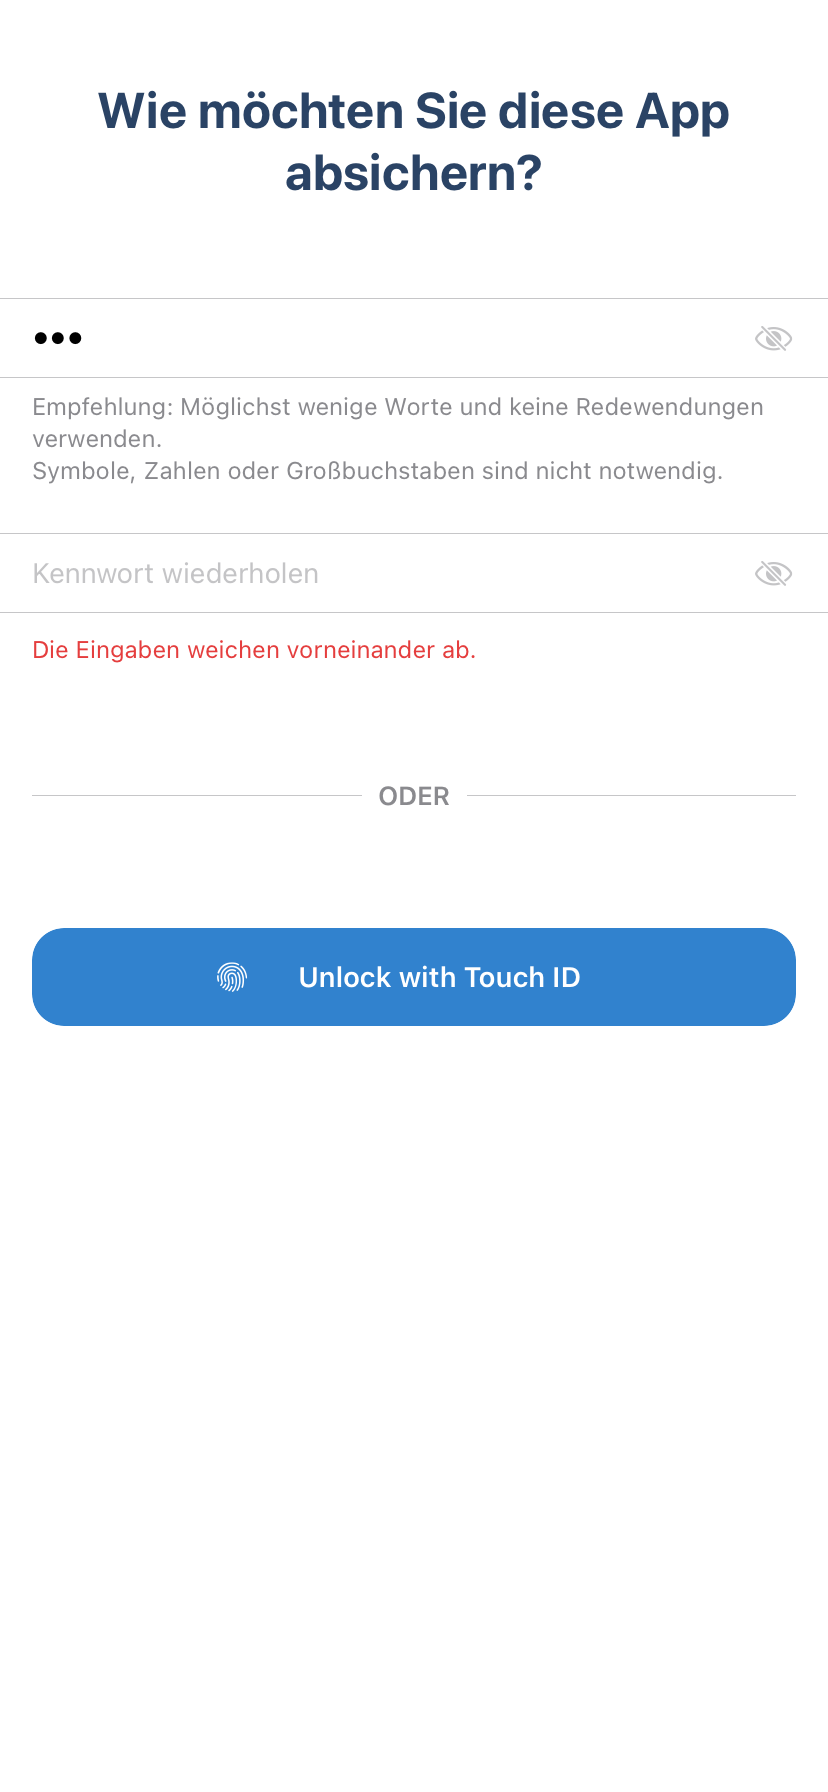 Wie möchten Sie diese App
absichern?
•••
Empfehlung: Möglichst wenige Worte und keine Redewendungen
verwenden.
Symbole, Zahlen oder Großbuchstaben sind nicht notwendig.
Kennwort wiederholen
Die Eingaben weichen vorneinander ab.
ODER
Unlock with Touch ID